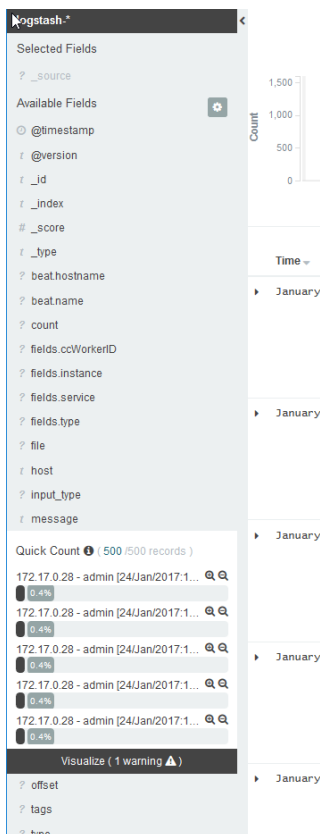 logstash-*
Selected Fields
? _source
Available Fields
@timestamp
t @version
t _id
t _index
# _score
t _type
? beat.hostname
? beat.name
? count
? fields.ccWorkerID
? fields.instance
? fields.service
? fields.type
? file
t host
? input_type
t message
Quick Count ( 500 /500 records )
172.17.0.28 - admin [24/Jan/2017:1...
0.4%
172.17.0.28 - admin [24/Jan/2017:1...
0.4%
172.17.0.28 - admin [24/Jan/2017:1...
0.4%
172.17.0.28 - admin [24/Jan/2017:1...
0.4%
172.17.0.28 - admin [24/Jan/2017:1...
0.4%
Visualize ( 1 warning )
? offset
? tags
? type
Count
1,500
1,000
500
0
Time
January
January
January
January
January